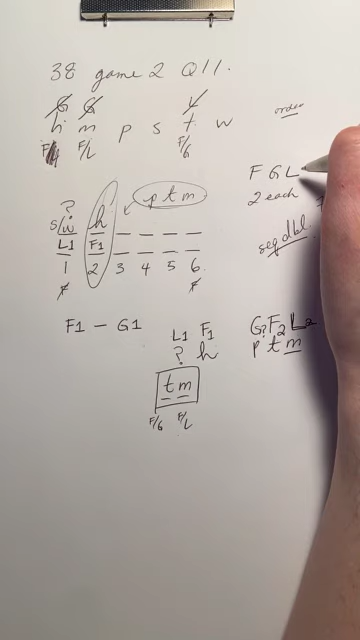 38 game 2 Q11.
G G L
h m p s t w
F/L F/G
order
F G L
2 each
seq dbl.
?
s/w h _ _ _ _
p t m
L1 F1 _ _ _ _
1 2 3 4 5 6
F1 — G1
L1 F1
? h
t m
F/G F/L
G? F2 L2
p t m